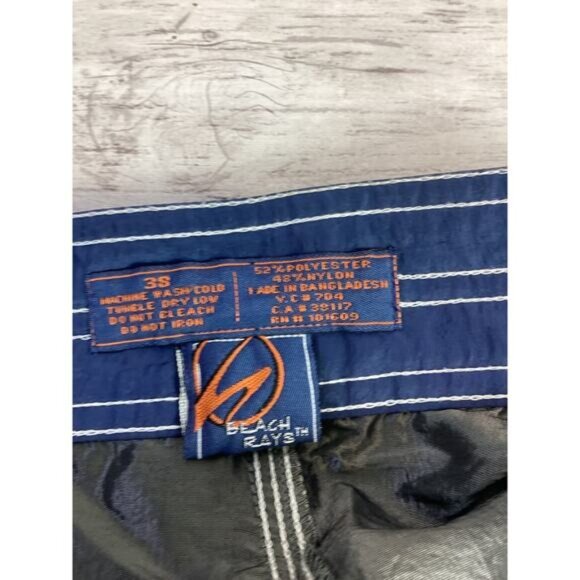 38
MACHINE WASH/COLD
TUMBLE DRY LOW
DO NOT BLEACH
DO NOT IRON
52%POLYESTER
48%NYLON
MADE IN BANGLADESH
V.C # 704
C.A # 38117
RN # 101609
BEACH
RAYS™